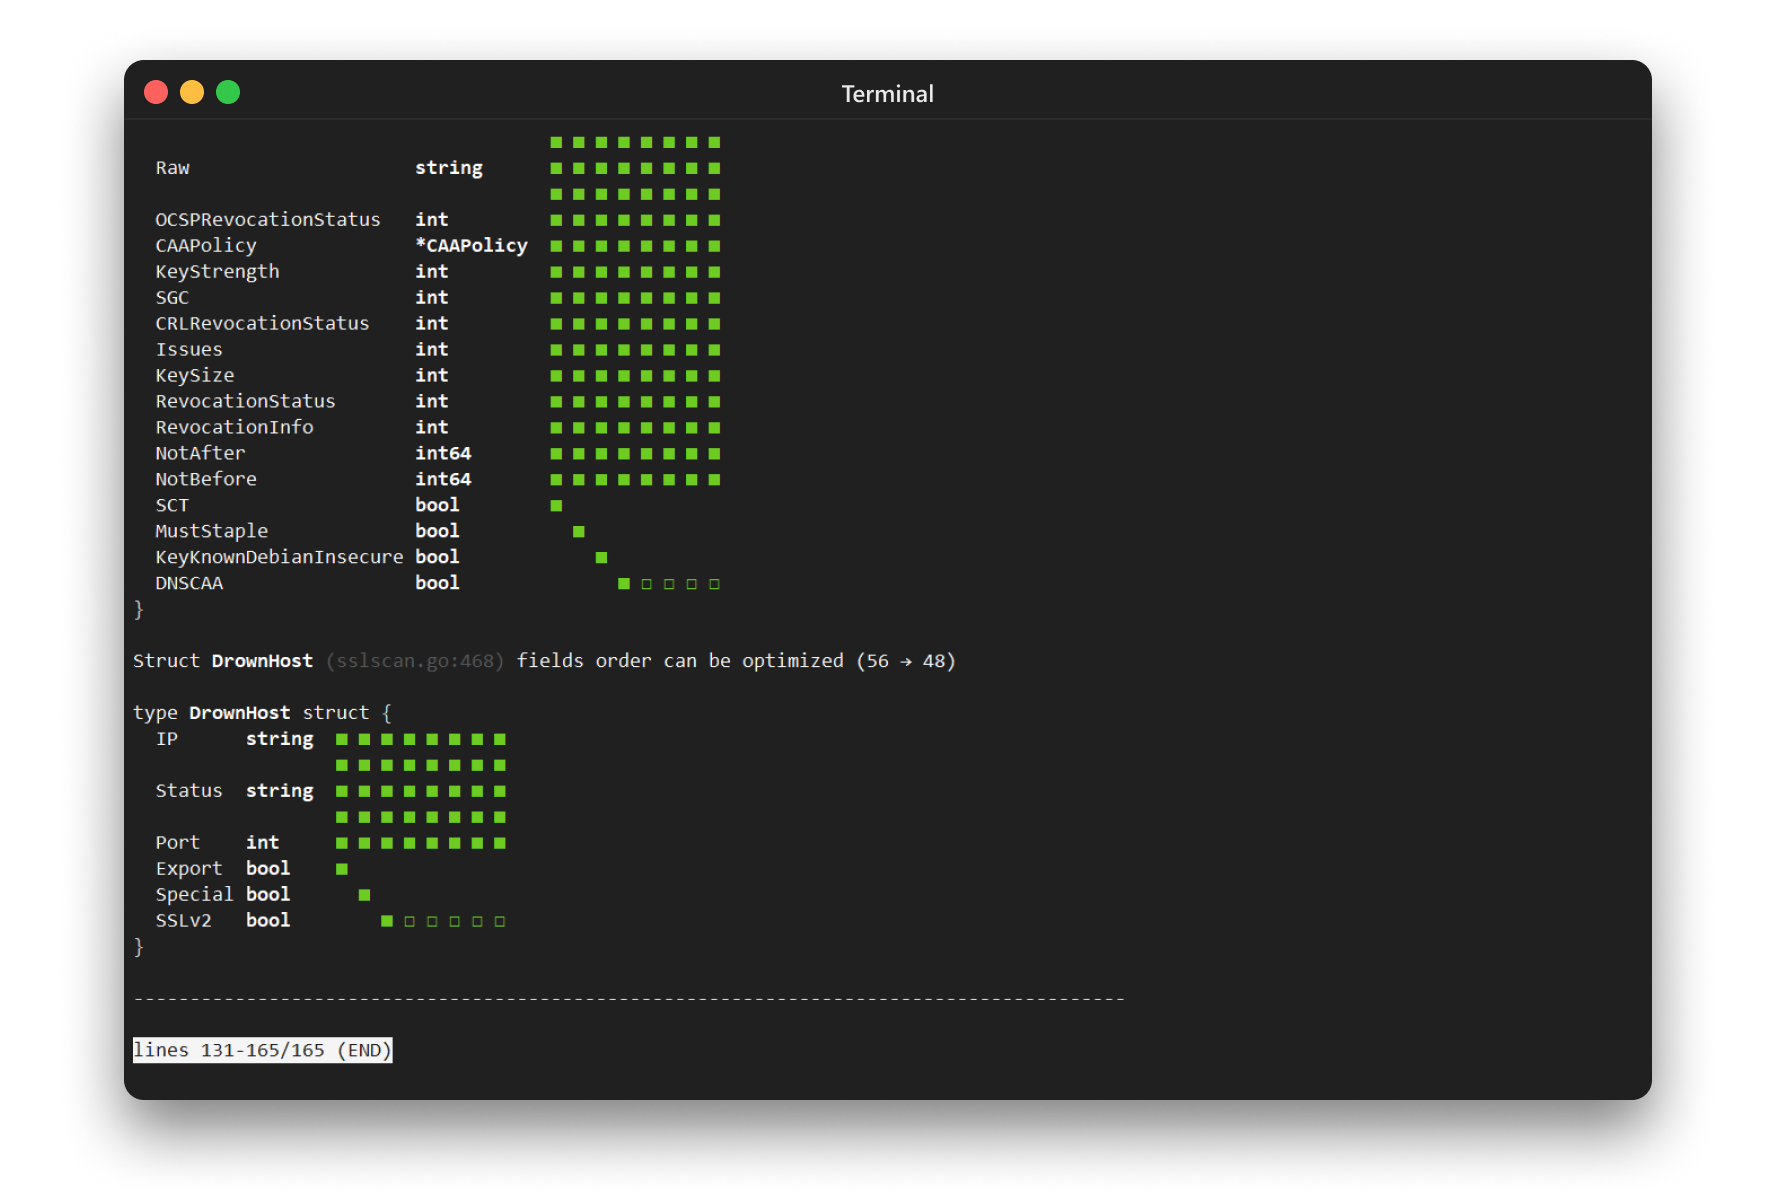 Terminal
■ ■ ■ ■ ■ ■ ■ ■
Raw string ■ ■ ■ ■ ■ ■ ■ ■
■ ■ ■ ■ ■ ■ ■ ■
OCSPRevocationStatus int ■ ■ ■ ■ ■ ■ ■ ■
CAAPolicy *CAAPolicy ■ ■ ■ ■ ■ ■ ■ ■
KeyStrength int ■ ■ ■ ■ ■ ■ ■ ■
SGC int ■ ■ ■ ■ ■ ■ ■ ■
CRLRevocationStatus int ■ ■ ■ ■ ■ ■ ■ ■
Issues int ■ ■ ■ ■ ■ ■ ■ ■
KeySize int ■ ■ ■ ■ ■ ■ ■ ■
RevocationStatus int ■ ■ ■ ■ ■ ■ ■ ■
RevocationInfo int ■ ■ ■ ■ ■ ■ ■ ■
NotAfter int64 ■ ■ ■ ■ ■ ■ ■ ■
NotBefore int64 ■ ■ ■ ■ ■ ■ ■ ■
SCT bool ■
MustStaple bool ■
KeyKnownDebianInsecure bool ■
DNSCAA bool ■ □ □ □ □
}
Struct DrownHost (sslscan.go:468) fields order can be optimized (56 → 48)
type DrownHost struct {
IP string ■ ■ ■ ■ ■ ■ ■ ■
■ ■ ■ ■ ■ ■ ■ ■
Status string ■ ■ ■ ■ ■ ■ ■ ■
■ ■ ■ ■ ■ ■ ■ ■
Port int ■ ■ ■ ■ ■ ■ ■ ■
Export bool ■
Special bool ■
SSLv2 bool ■ □ □ □ □ □
}
----------------------------------------------------------------------------------------
lines 131-165/165 (END)